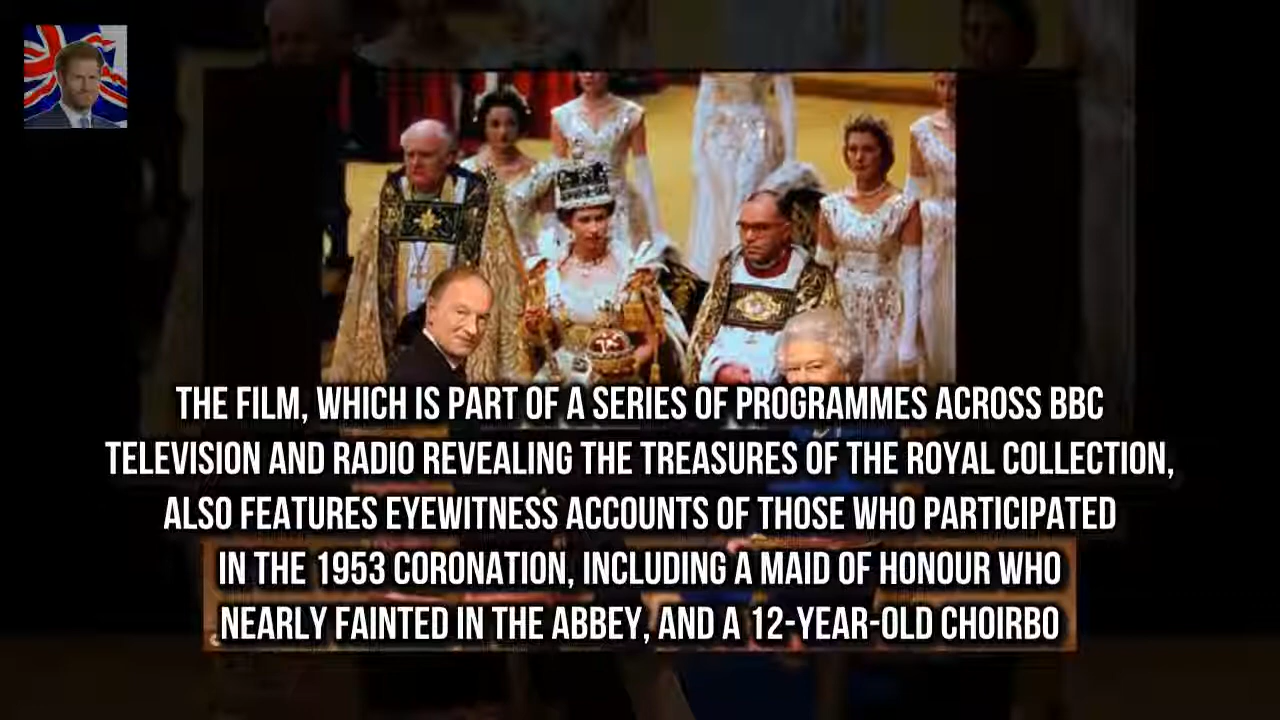 THE FILM, WHICH IS PART OF A SERIES OF PROGRAMMES ACROSS BBC
TELEVISION AND RADIO REVEALING THE TREASURES OF THE ROYAL COLLECTION,
ALSO FEATURES EYEWITNESS ACCOUNTS OF THOSE WHO PARTICIPATED
IN THE 1953 CORONATION, INCLUDING A MAID OF HONOUR WHO
NEARLY FAINTED IN THE ABBEY, AND A 12-YEAR-OLD CHOIRBO